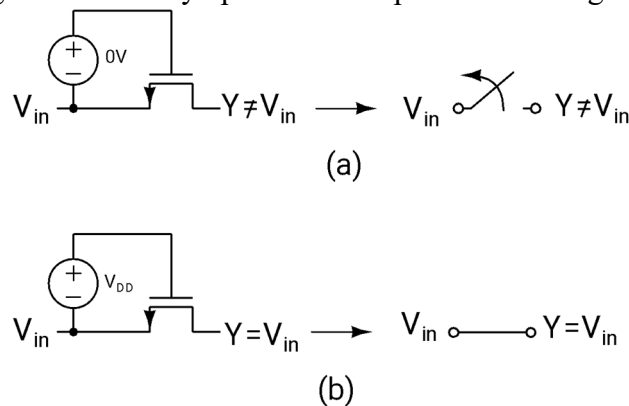 +
−
0V
V_in
Y≠V_in
V_in
Y≠V_in
(a)
+
−
V_DD
V_in
Y=V_in
V_in
Y=V_in
(b)